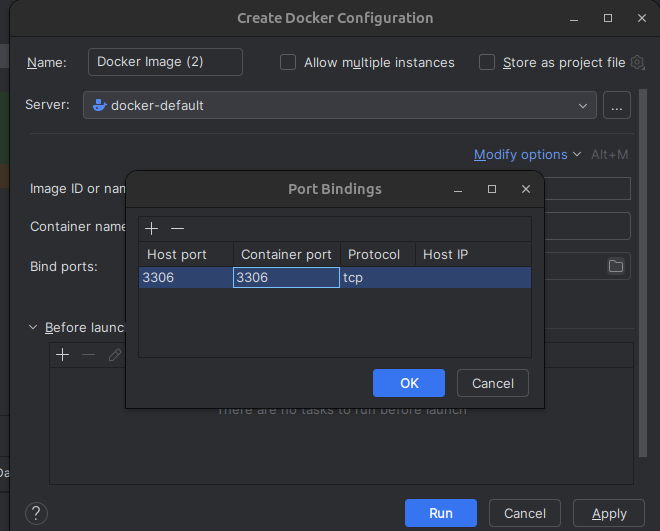 Create Docker Configuration
Name: Docker Image (2) Allow multiple instances Store as project file
Server: docker-default ...
Modify options Alt+M
Image ID or nam
Container name
Bind ports:
Port Bindings
Host port Container port Protocol Host IP
3306 3306 tcp
OK Cancel
Before launc
There are no tasks to run before launch
Da
? Run Cancel Apply